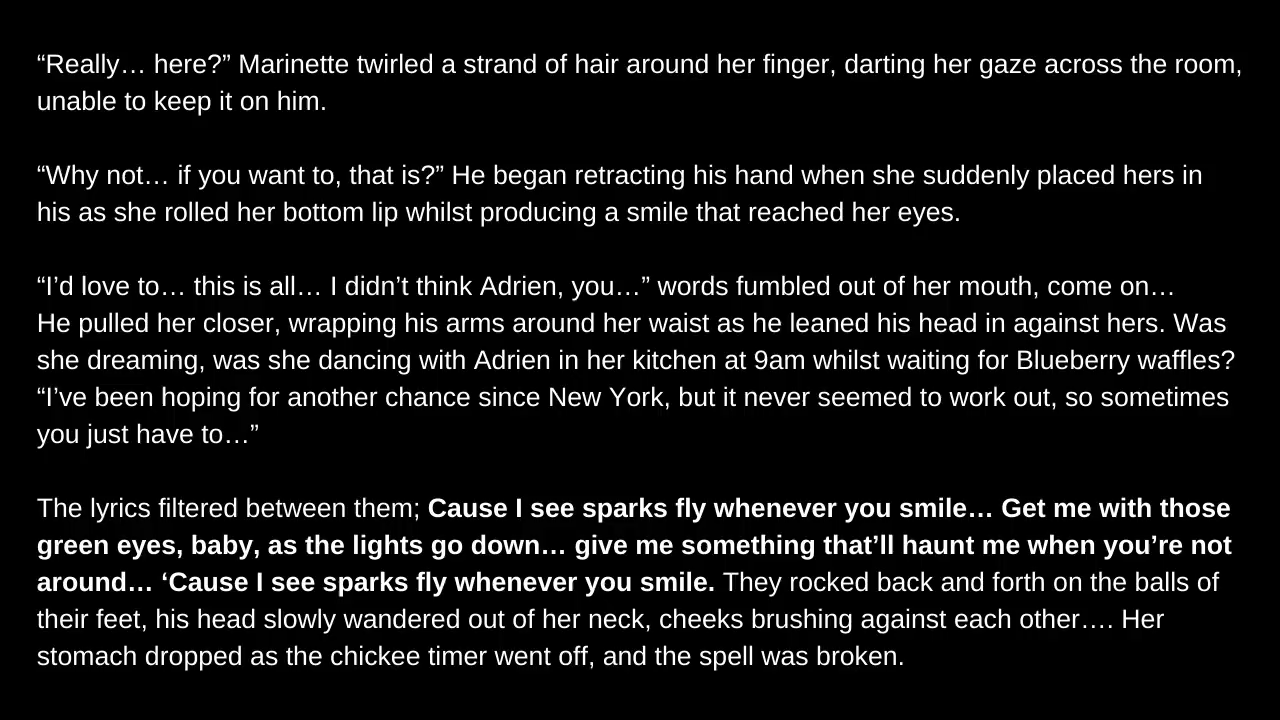 “Really… here?” Marinette twirled a strand of hair around her finger, darting her gaze across the room,
unable to keep it on him.
“Why not… if you want to, that is?” He began retracting his hand when she suddenly placed hers in
his as she rolled her bottom lip whilst producing a smile that reached her eyes.
“I’d love to… this is all… I didn’t think Adrien, you…” words fumbled out of her mouth, come on…
He pulled her closer, wrapping his arms around her waist as he leaned his head in against hers. Was
she dreaming, was she dancing with Adrien in her kitchen at 9am whilst waiting for Blueberry waffles?
“I’ve been hoping for another chance since New York, but it never seemed to work out, so sometimes
you just have to…”
The lyrics filtered between them; Cause I see sparks fly whenever you smile… Get me with those
green eyes, baby, as the lights go down… give me something that’ll haunt me when you’re not
around… ‘Cause I see sparks fly whenever you smile. They rocked back and forth on the balls of
their feet, his head slowly wandered out of her neck, cheeks brushing against each other…. Her
stomach dropped as the chickee timer went off, and the spell was broken.